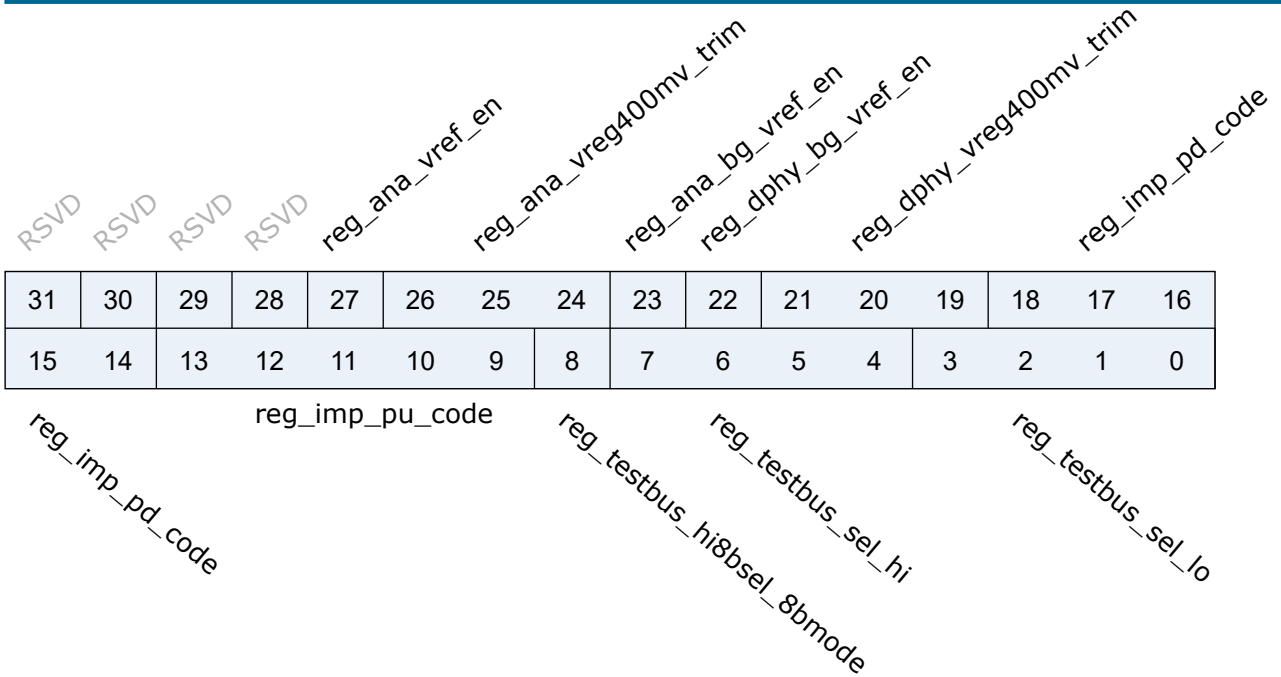 RSVD RSVD RSVD RSVD reg_ana_vref_en reg_ana_vreg400mv_trim reg_ana_bg_vref_en reg_dphy_bg_vref_en reg_dphy_vreg400mv_trim reg_imp_pd_code
31 30 29 28 27 26 25 24 23 22 21 20 19 18 17 16
15 14 13 12 11 10 9 8 7 6 5 4 3 2 1 0
reg_imp_pd_code reg_imp_pu_code reg_testbus_hi8bsel_8bmode reg_testbus_sel_hi reg_testbus_sel_lo